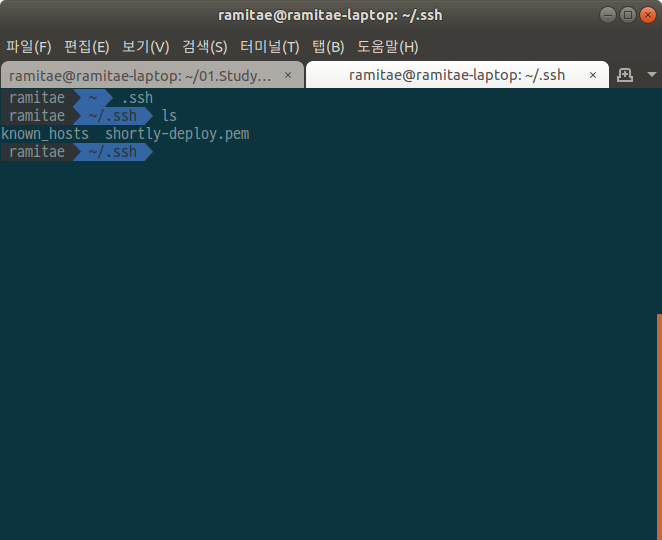 ramitae@ramitae-laptop: ~/.ssh
파일(F) 편집(E) 보기(V) 검색(S) 터미널(T) 탭(B) 도움말(H)
ramitae@ramitae-laptop: ~/01.Study... × ramitae@ramitae-laptop: ~/.ssh ×
ramitae ~ .ssh
ramitae ~/.ssh ls
known_hosts shortly-deploy.pem
ramitae ~/.ssh